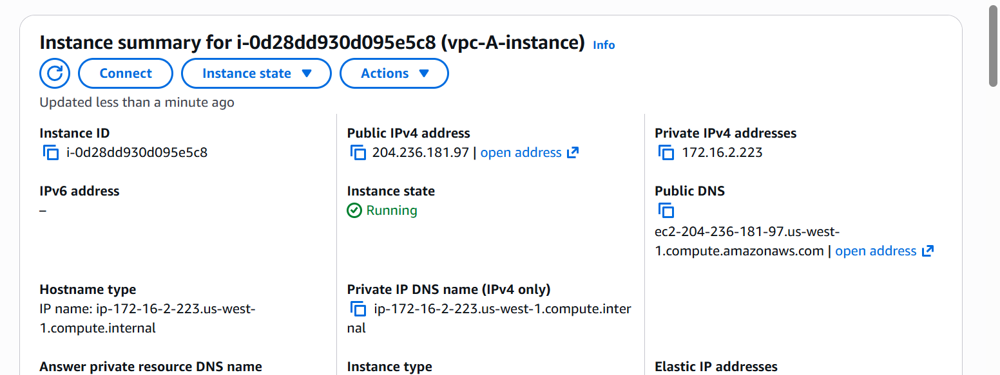 Instance summary for i-0d28dd930d095e5c8 (vpc-A-instance) Info
Connect
Instance state
Actions
Updated less than a minute ago
Instance ID
i-0d28dd930d095e5c8
Public IPv4 address
204.236.181.97 | open address
Private IPv4 addresses
172.16.2.223
IPv6 address
–
Instance state
Running
Public DNS
ec2-204-236-181-97.us-west-
1.compute.amazonaws.com | open address
Hostname type
IP name: ip-172-16-2-223.us-west-
1.compute.internal
Private IP DNS name (IPv4 only)
ip-172-16-2-223.us-west-1.compute.inter
nal
Answer private resource DNS name
Instance type
Elastic IP addresses